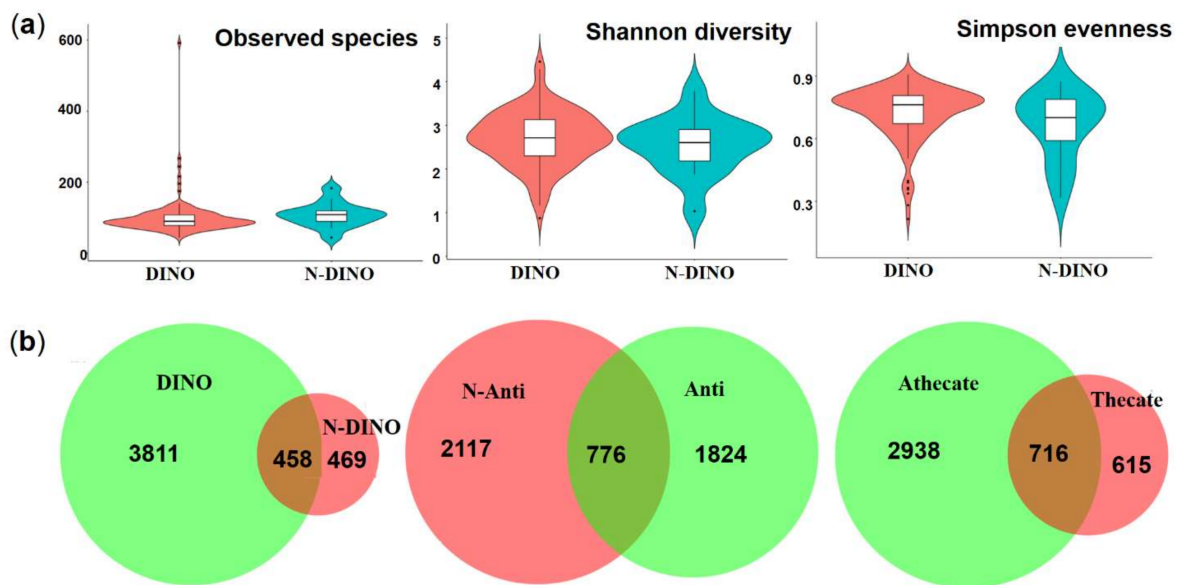 (a)
Observed species
600
400
200
0
DINO
N-DINO
Shannon diversity
5
4
3
2
1
0
DINO
N-DINO
Simpson evenness
0.9
0.6
0.3
DINO
N-DINO
(b)
DINO
N-DINO
3811
458
469
N-Anti
Anti
2117
776
1824
Athecate
Thecate
2938
716
615